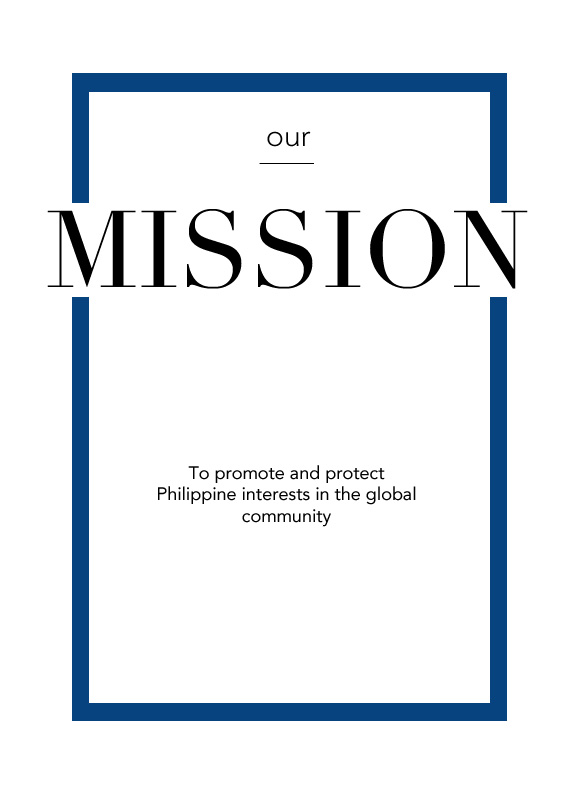 our
MISSION
To promote and protect
Philippine interests in the global
community